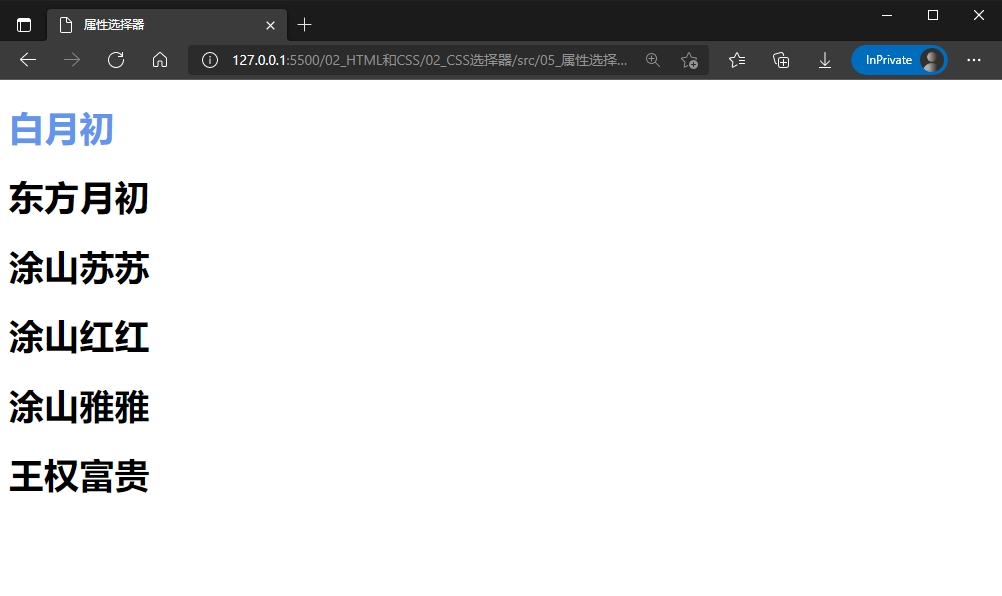 属性选择器
127.0.0.1:5500/02_HTML和CSS/02_CSS选择器/src/05_属性选择...
InPrivate
白月初
东方月初
涂山苏苏
涂山红红
涂山雅雅
王权富贵